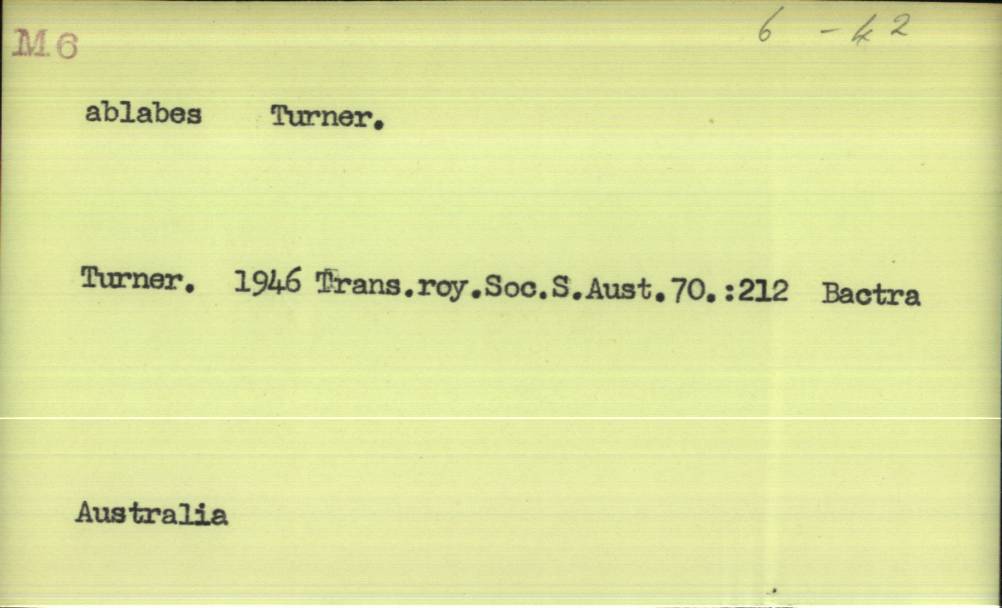 M6
6 - 42
ablabes Turner.
Turner. 1946 Trans.roy.Soc.S.Aust.70.:212 Bactra
Australia